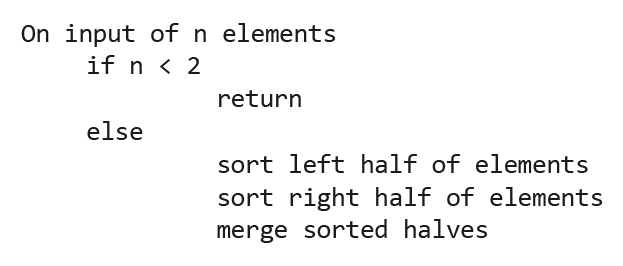 On input of n elements
if n < 2
return
else
sort left half of elements
sort right half of elements
merge sorted halves